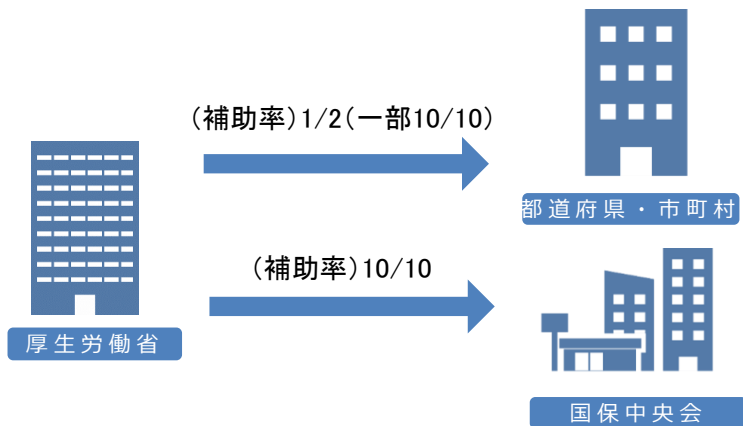 (補助率)1/2(一部10/10)
都道府県・市町村
(補助率)10/10
厚生労働省
国保中央会